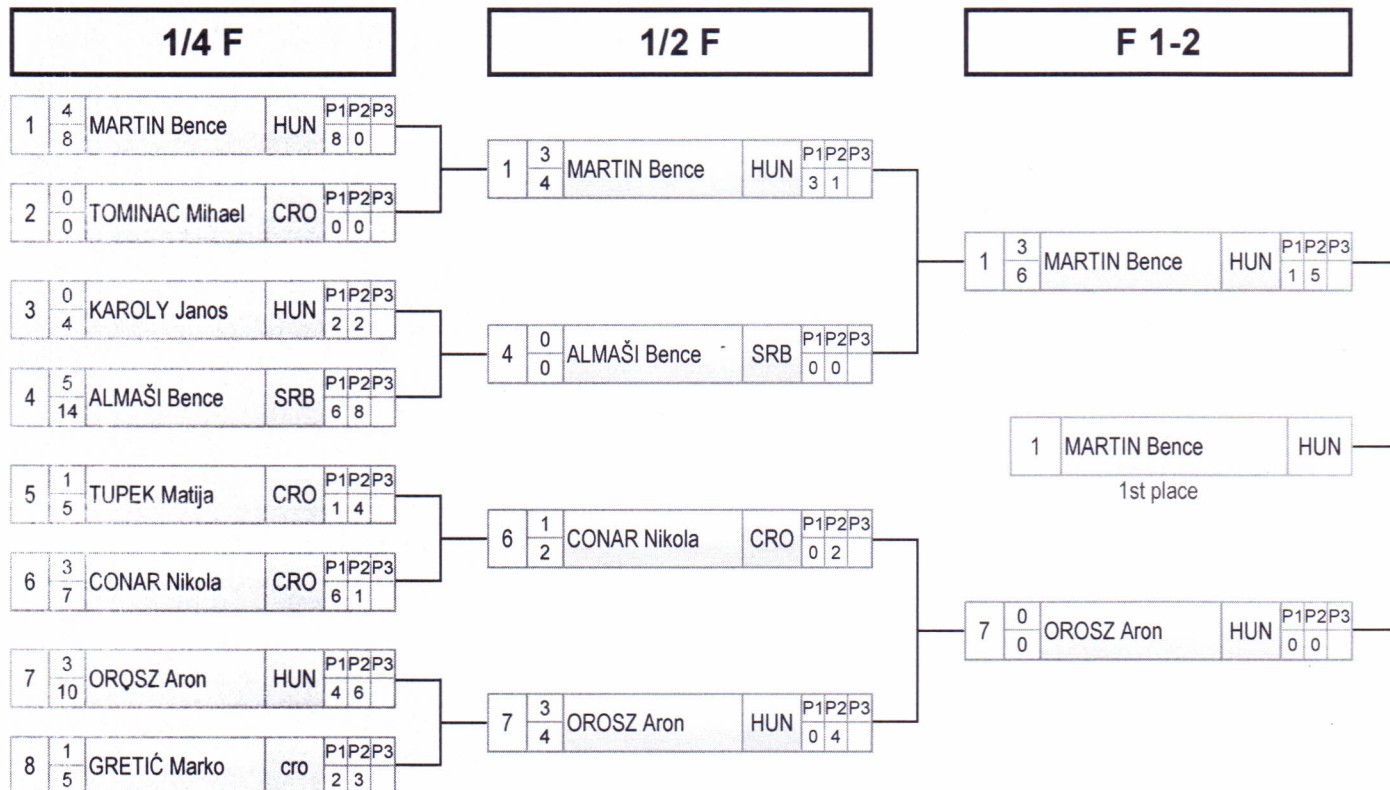 1/4 F
1 4 8 MARTIN Bence HUN P1 P2 P3 8 0
2 0 0 TOMINAC Mihael CRO P1 P2 P3 0 0
3 0 4 KAROLY Janos HUN P1 P2 P3 2 2
4 5 14 ALMAŠI Bence SRB P1 P2 P3 6 8
5 1 5 TUPEK Matija CRO P1 P2 P3 1 4
6 3 7 CONAR Nikola CRO P1 P2 P3 6 1
7 3 10 OROSZ Aron HUN P1 P2 P3 4 6
8 1 5 GRETIĆ Marko cro P1 P2 P3 2 3
1/2 F
1 3 4 MARTIN Bence HUN P1 P2 P3 3 1
4 0 0 ALMAŠI Bence SRB P1 P2 P3 0 0
6 1 2 CONAR Nikola CRO P1 P2 P3 0 2
7 3 4 OROSZ Aron HUN P1 P2 P3 0 4
F 1-2
1 3 6 MARTIN Bence HUN P1 P2 P3 1 5
1 MARTIN Bence HUN
1st place
7 0 0 OROSZ Aron HUN P1 P2 P3 0 0